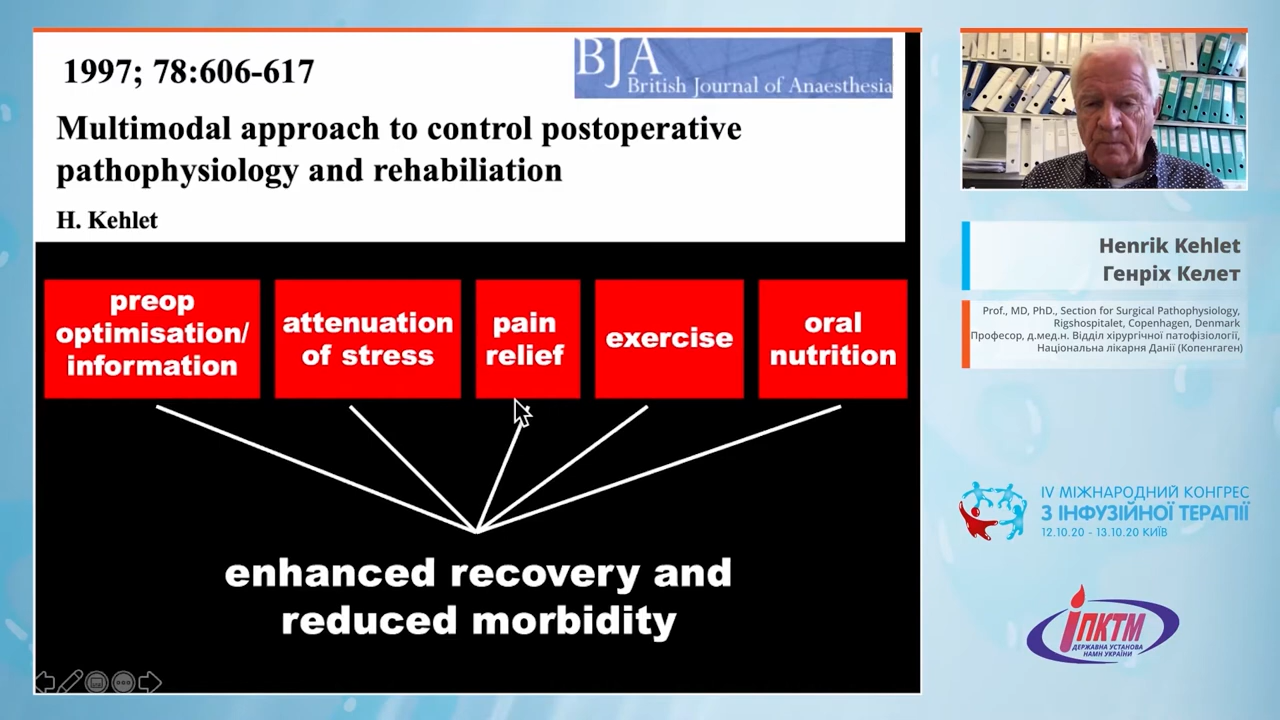 1997; 78:606-617
BJA
British Journal of Anaesthesia
Multimodal approach to control postoperative
pathophysiology and rehabiliation
H. Kehlet
preop
optimisation/
information
attenuation
of stress
pain
relief
exercise
oral
nutrition
enhanced recovery and
reduced morbidity
Henrik Kehlet
Генріх Келет
Prof., MD, PhD., Section for Surgical Pathophysiology,
Rigshospitalet, Copenhagen, Denmark
Професор, д.мед.н. Відділ хірургічної патофізіології,
Національна лікарня Данії (Копенгаген)
IV МІЖНАРОДНИЙ КОНГРЕС
З ІНФУЗІЙНОЇ ТЕРАПІЇ
12.10.20 - 13.10.20 КИЇВ
ІПКТМ
ДЕРЖАВНА УСТАНОВА
НАМН УКРАЇНИ